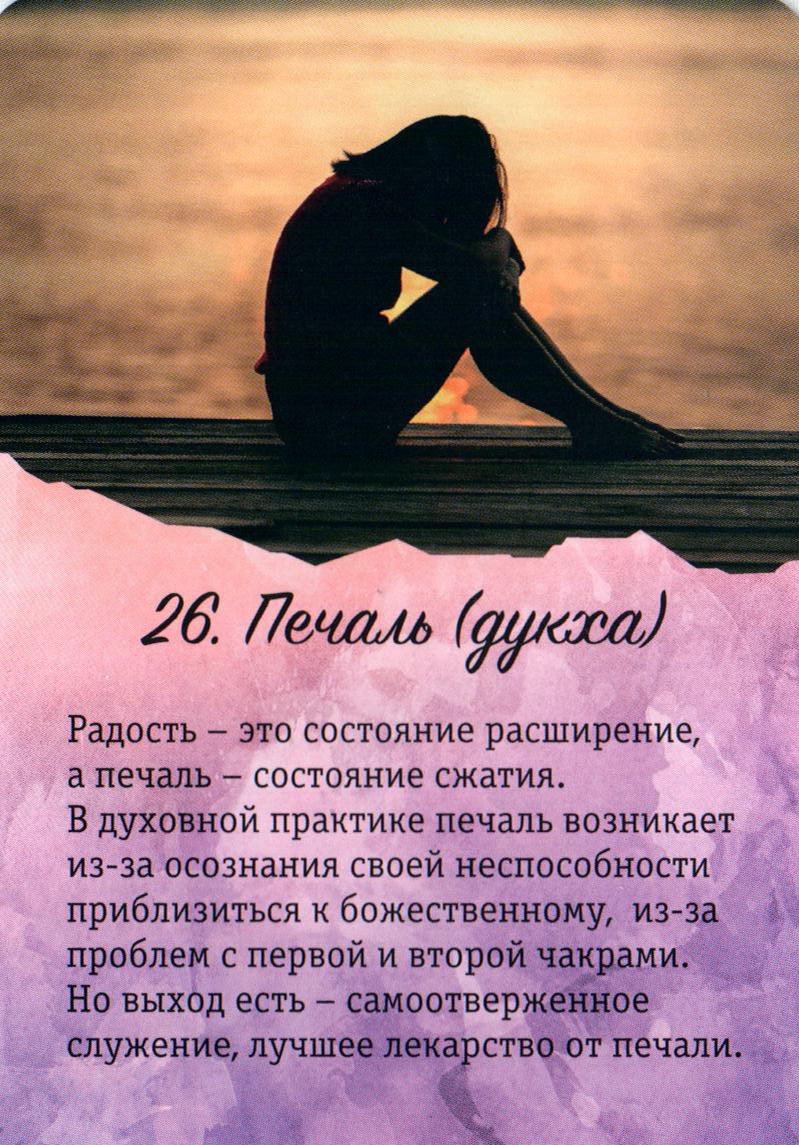 26. Печаль (дукха)
Радость – это состояние расширение,
а печаль – состояние сжатия.
В духовной практике печаль возникает
из-за осознания своей неспособности
приблизиться к божественному, из-за
проблем с первой и второй чакрами.
Но выход есть – самоотверженное
служение, лучшее лекарство от печали.